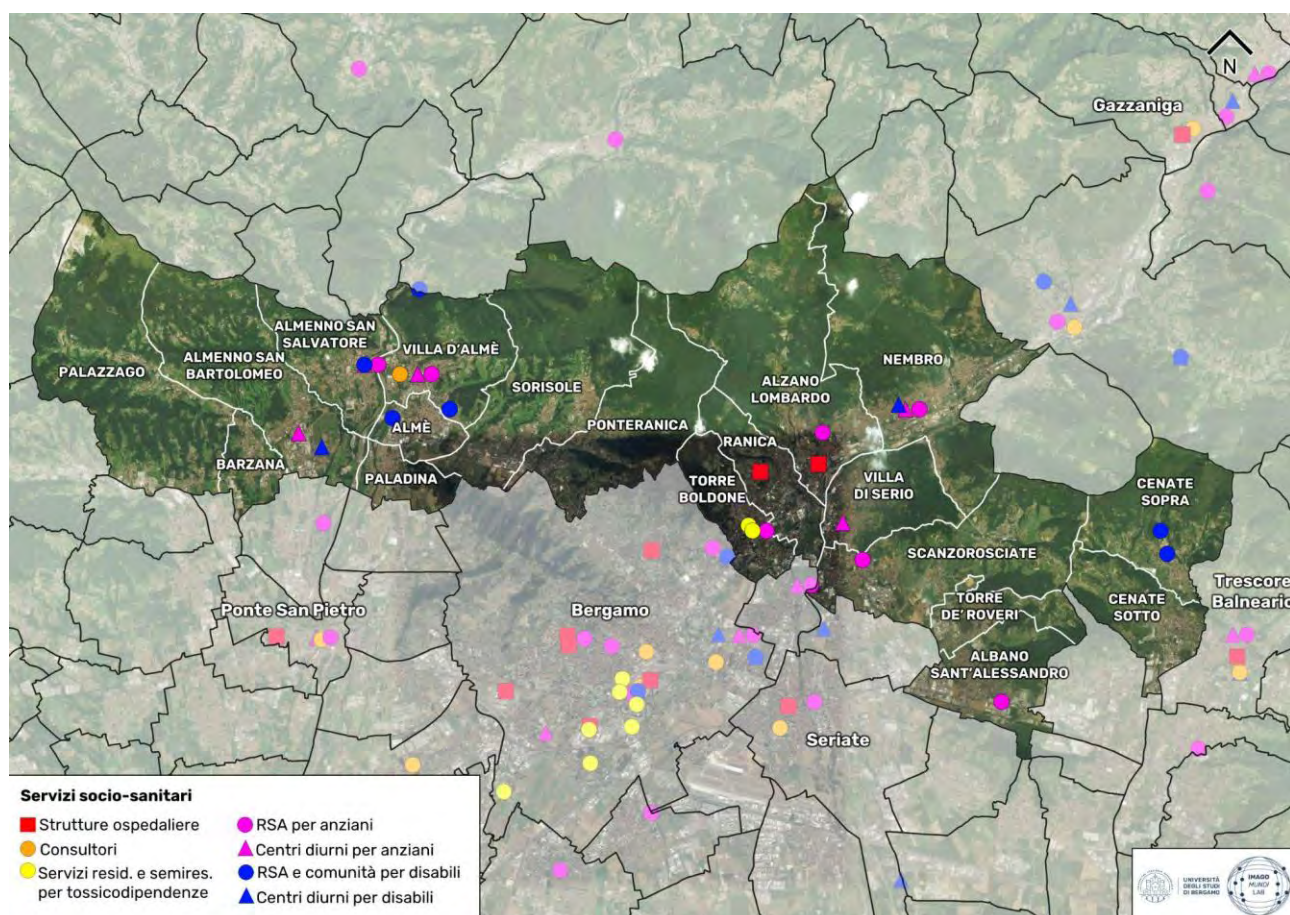 N
Gazzaniga
ALMENNO SAN
SALVATORE
VILLA D'ALMÈ
PALAZZAGO
ALMENNO SAN
BARTOLOMEO
SORISOLE
NEMBRO
ALZANO
LOMBARDO
PONTERANICA
ALMÈ
RANICA
BARZANA
PALADINA
TORRE
BOLDONE
VILLA
DI SERIO
CENATE
SOPRA
SCANZOROSCIATE
Trescore
Balneario
Ponte San Pietro
Bergamo
TORRE
DE' ROVERI
CENATE
SOTTO
ALBANO
SANT'ALESSANDRO
Seriate
Servizi socio-sanitari
Strutture ospedaliere
Consultori
Servizi resid. e semires.
per tossicodipendenze
RSA per anziani
Centri diurni per anziani
RSA e comunità per disabili
Centri diurni per disabili
UNIVERSITÀ
DEGLI STUDI
DI BERGAMO
IMAGO
MUNDI
LAB